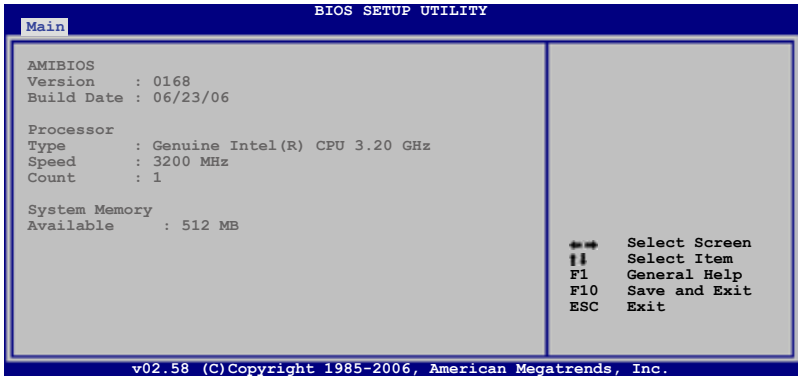 BIOS SETUP UTILITY
Main
AMIBIOS
Version : 0168
Build Date : 06/23/06
Processor
Type : Genuine Intel(R) CPU 3.20 GHz
Speed : 3200 MHz
Count : 1
System Memory
Available : 512 MB
←→ Select Screen
↑↓ Select Item
F1 General Help
F10 Save and Exit
ESC Exit
v02.58 (C)Copyright 1985-2006, American Megatrends, Inc.